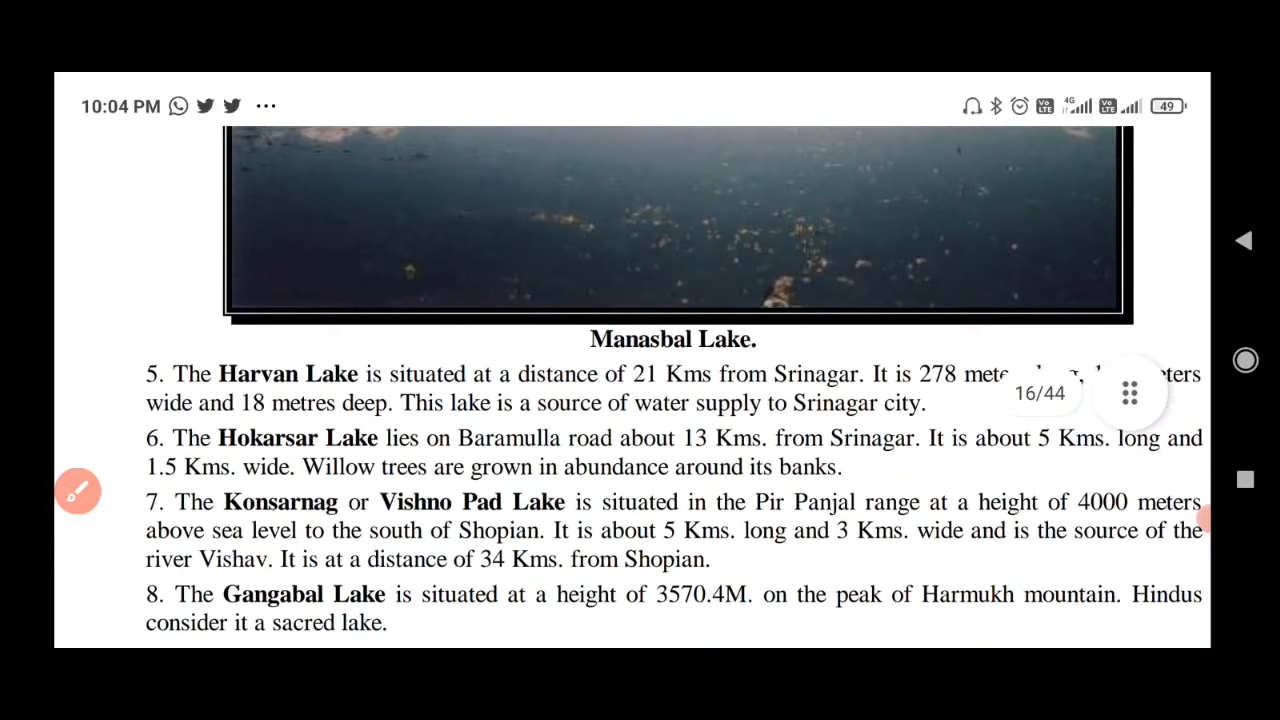 10:04 PM
4G
Vo LTE
Vo LTE
49
Manasbal Lake.
5. The Harvan Lake is situated at a distance of 21 Kms from Srinagar. It is 278
wide and 18 metres deep. This lake is a source of water supply to Srinagar city.
16/44
6. The Hokarsar Lake lies on Baramulla road about 13 Kms. from Srinagar. It is about 5 Kms. long and
1.5 Kms. wide. Willow trees are grown in abundance around its banks.
7. The Konsarnag or Vishno Pad Lake is situated in the Pir Panjal range at a height of 4000 meters
above sea level to the south of Shopian. It is about 5 Kms. long and 3 Kms. wide and is the source of the
river Vishav. It is at a distance of 34 Kms. from Shopian.
8. The Gangabal Lake is situated at a height of 3570.4M. on the peak of Harmukh mountain. Hindus
consider it a sacred lake.